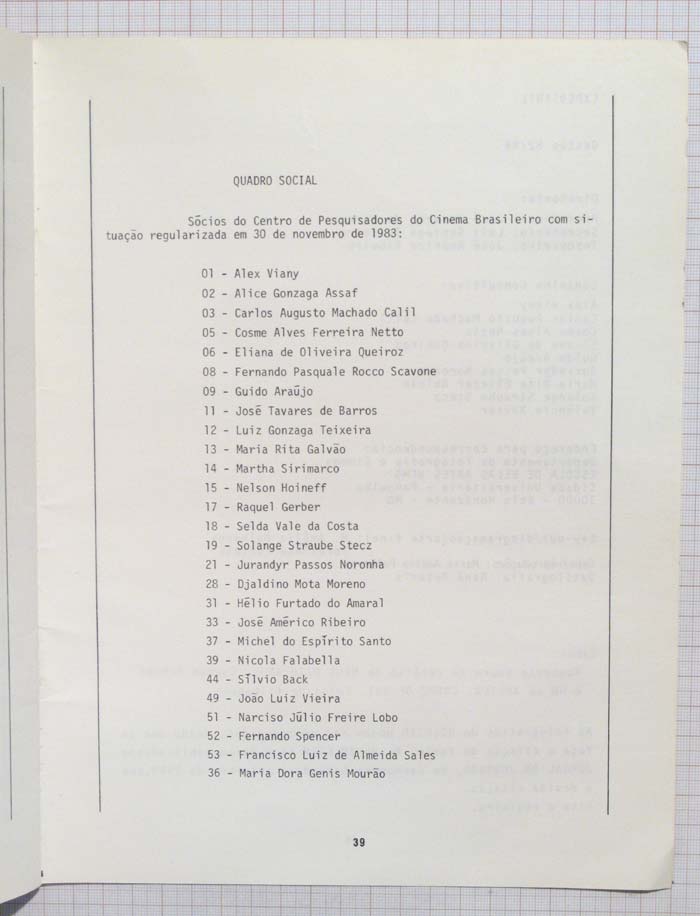 QUADRO SOCIAL
Sócios do Centro de Pesquisadores do Cinema Brasileiro com si-
tuação regularizada em 30 de novembro de 1983:
01 - Alex Viany
02 - Alice Gonzaga Assaf
03 - Carlos Augusto Machado Calil
05 - Cosme Alves Ferreira Netto
06 - Eliana de Oliveira Queiroz
08 - Fernando Pasquale Rocco Scavone
09 - Guido Araújo
11 - José Tavares de Barros
12 - Luiz Gonzaga Teixeira
13 - Maria Rita Galvão
14 - Martha Sirimarco
15 - Nelson Hoineff
17 - Raquel Gerber
18 - Selda Vale da Costa
19 - Solange Straube Stecz
21 - Jurandyr Passos Noronha
28 - Djaldino Mota Moreno
31 - Hélio Furtado do Amaral
33 - José Américo Ribeiro
37 - Michel do Espírito Santo
39 - Nicola Falabella
44 - Sílvio Back
49 - João Luiz Vieira
51 - Narciso Júlio Freire Lobo
52 - Fernando Spencer
53 - Francisco Luiz de Almeida Sales
36 - Maria Dora Genis Mourão
39